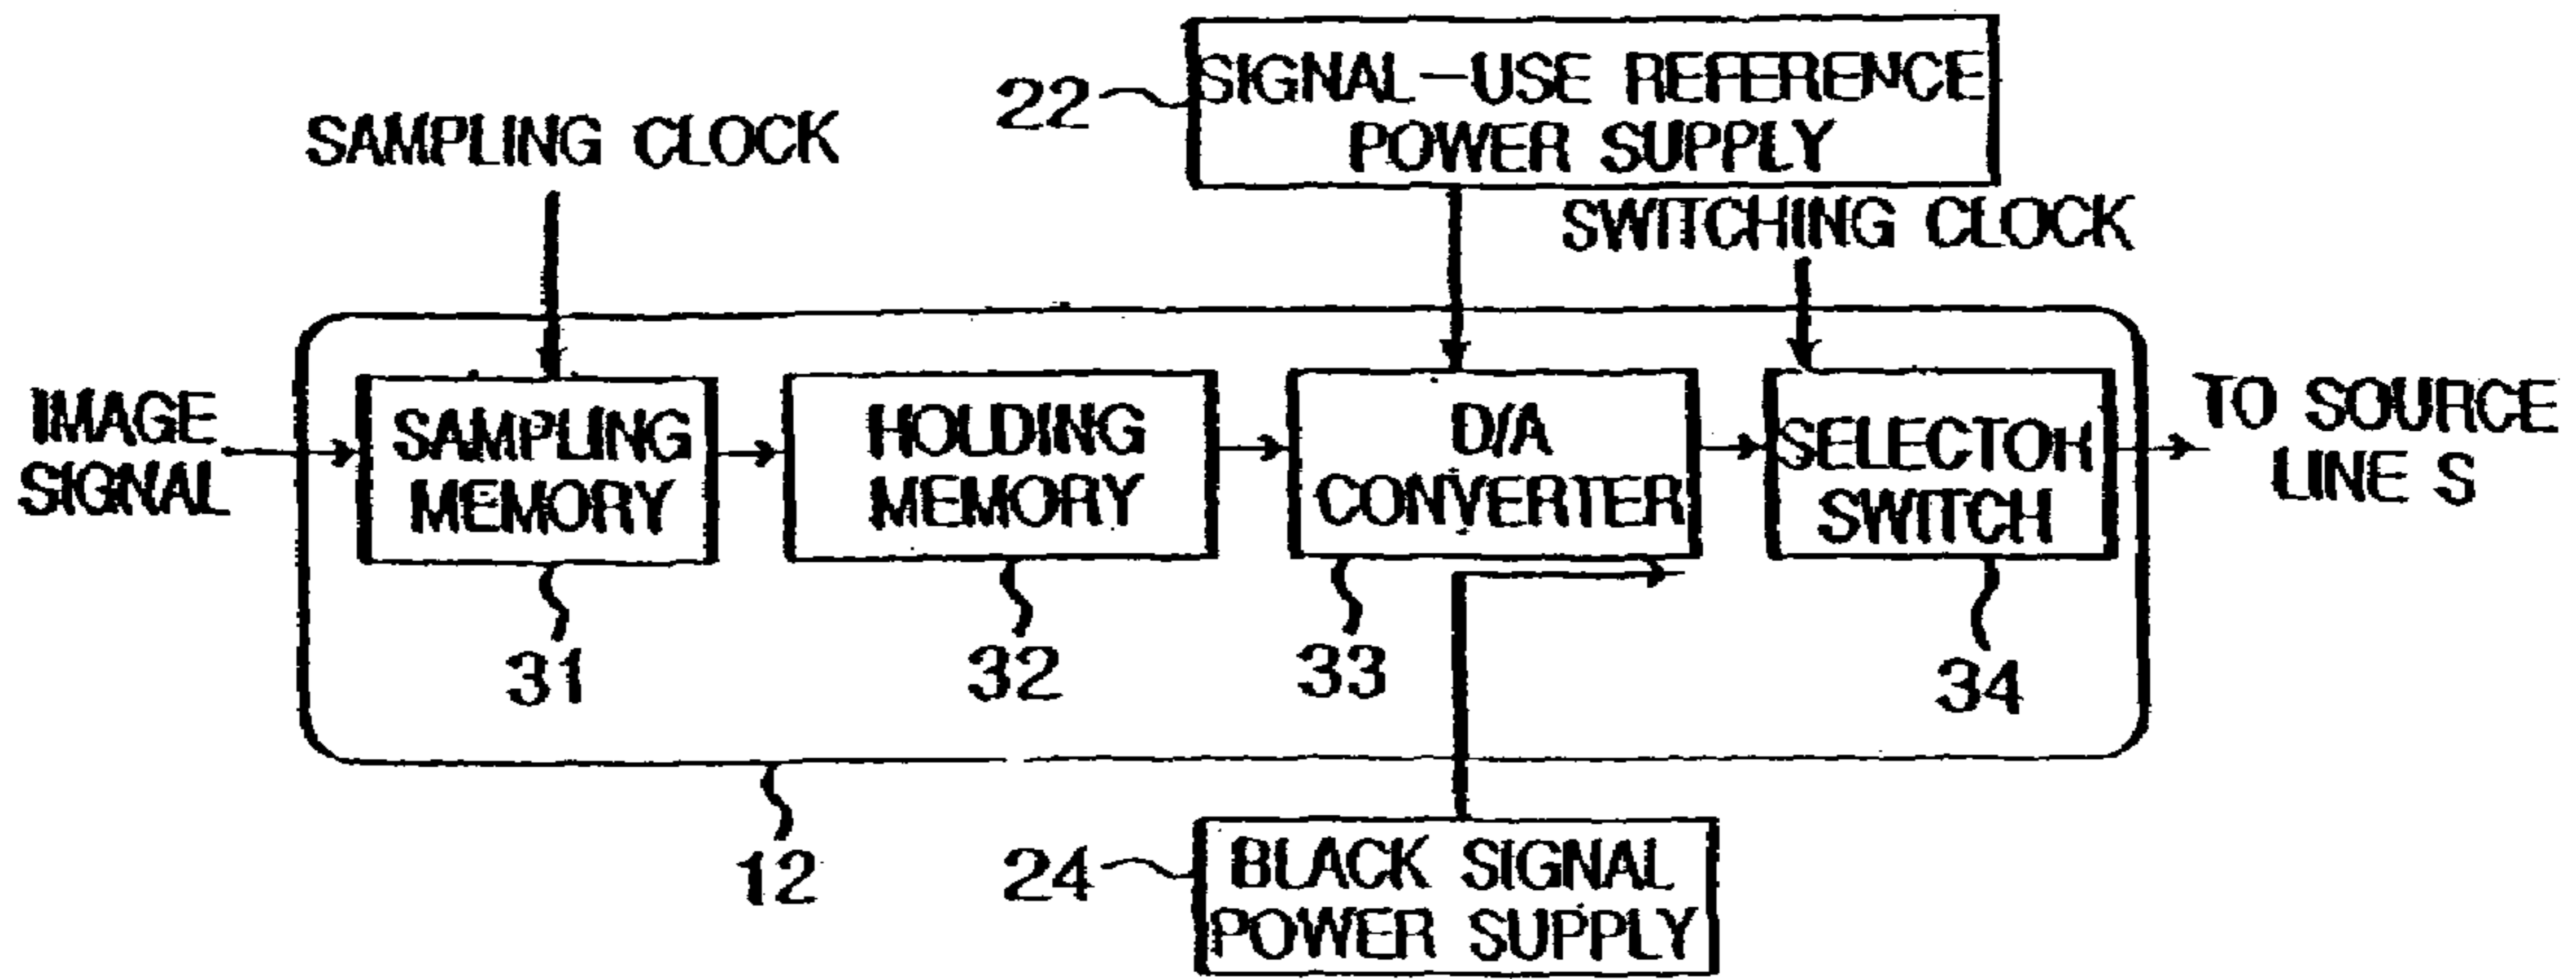 22
SIGNAL-USE REFERENCE
POWER SUPPLY
SAMPLING CLOCK
SWITCHING CLOCK
IMAGE
SIGNAL
SAMPLING
MEMORY
HOLDING
MEMORY
D/A
CONVERTER
SELECTOR
SWITCH
TO SOURCE
LINE S
31
32
33
34
12
24
BLACK SIGNAL
POWER SUPPLY